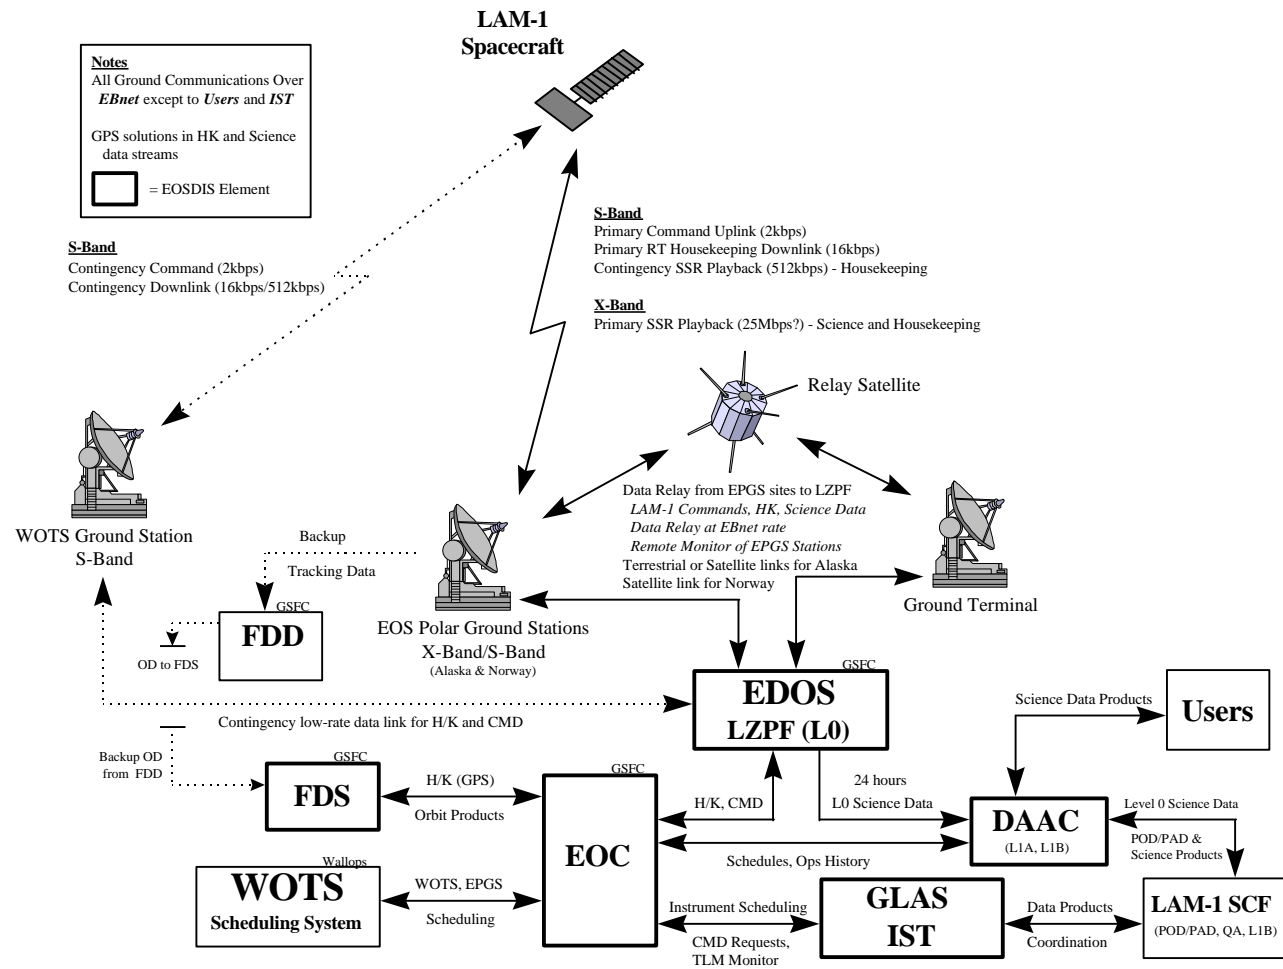 LAM-1
Spacecraft
Notes
All Ground Communications Over
EBnet except to Users and IST
GPS solutions in HK and Science
data streams
= EOSDIS Element
S-Band
Contingency Command (2kbps)
Contingency Downlink (16kbps/512kbps)
S-Band
Primary Command Uplink (2kbps)
Primary RT Housekeeping Downlink (16kbps)
Contingency SSR Playback (512kbps) - Housekeeping
X-Band
Primary SSR Playback (25Mbps?) - Science and Housekeeping
Relay Satellite
Data Relay from EPGS sites to LZPF
LAM-1 Commands, HK, Science Data
Data Relay at EBnet rate
Remote Monitor of EPGS Stations
Terrestrial or Satellite links for Alaska
Satellite link for Norway
WOTS Ground Station
S-Band
Backup
Tracking Data
GSFC
FDD
OD to FDS
EOS Polar Ground Stations
X-Band/S-Band
(Alaska & Norway)
Ground Terminal
GSFC
EDOS
LZPF (L0)
Contingency low-rate data link for H/K and CMD
Science Data Products
Users
Backup OD
from FDD
GSFC
FDS
H/K (GPS)
Orbit Products
GSFC
EOC
H/K, CMD
24 hours
L0 Science Data
DAAC
(L1A, L1B)
Level 0 Science Data
POD/PAD &
Science Products
Schedules, Ops History
Wallops
WOTS
Scheduling System
WOTS, EPGS
Scheduling
Instrument Scheduling
CMD Requests,
TLM Monitor
GLAS
IST
Data Products
Coordination
LAM-1 SCF
(POD/PAD, QA, L1B)